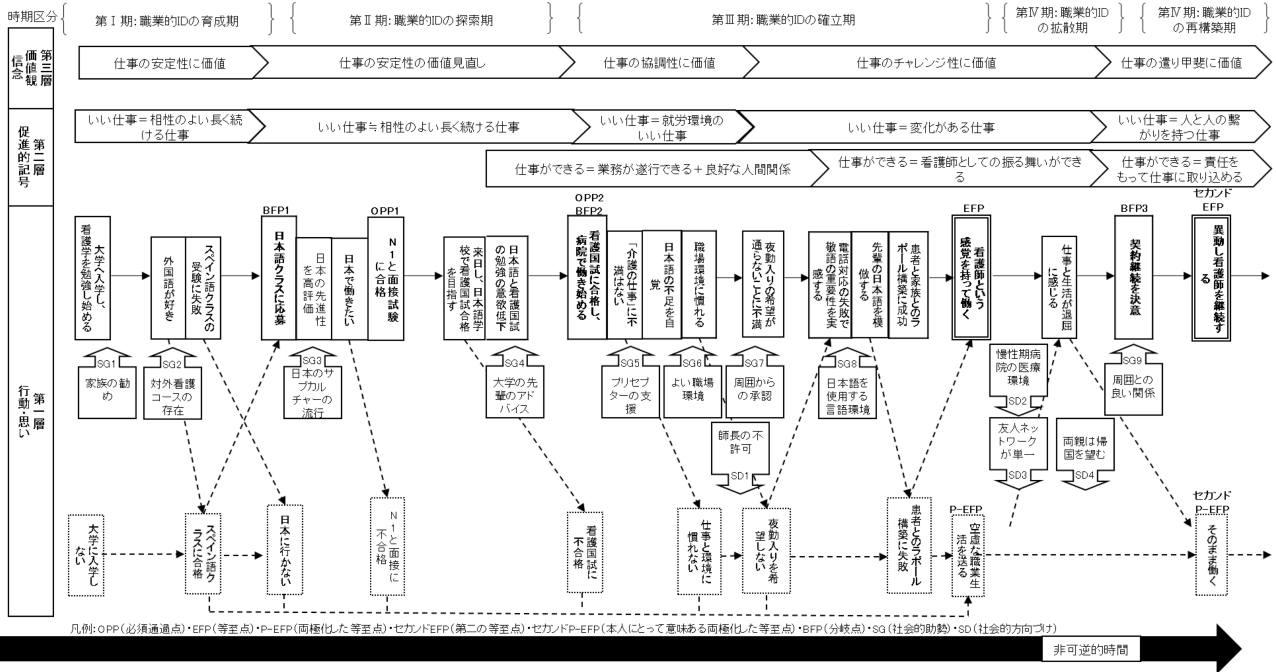 時期区分
第Ⅰ期:職業的IDの育成期
第Ⅱ期:職業的IDの探索期
第Ⅲ期:職業的IDの確立期
第Ⅳ期:職業的ID
の拡散期
第Ⅳ期:職業的ID
の再構築期
第三層
価値観
信念
仕事の安定性に価値
仕事の安定性の価値見直し
仕事の協調性に価値
仕事のチャレンジ性に価値
仕事の遣り甲斐に価値
第二層
促進的記号
いい仕事=相性のよい長く続
ける仕事
いい仕事≒相性のよい長く続ける仕事
いい仕事=就労環境の
いい仕事
いい仕事=変化がある仕事
いい仕事=人と人の繋
がりを持つ仕事
仕事ができる=業務が遂行できる+良好な人間関係
仕事ができる=看護師としての振る舞いができ
る
仕事ができる=責任を
もって仕事に取り込める
第一層
行動・思い
大学へ入学し、
看護学を勉強し始める
外国語が好き
スペイン語クラスの
受験に失敗
BFP1
日本語クラスに応募
日本の先進性
を高評価
日本で働きたい
OPP1
N1と面接試験
に合格
来日し、日本語学
校で看護国試合格
を目指す
日本語と看護国試
の勉強の意欲低下
OPP2
BFP2
看護国試に合格し、
病院で働き始める
「介護の仕事」に不
満はない
日本語の不足を自
覚
職場環境に慣れる
夜勤入りの希望が
通らないことに不満
電話対応の失敗で
敬語の重要性を実
感する
先輩の日本語を模
倣する
患者と家族とのラ
ポール構築に成功
EFP
看護師という
感覚を持って働く
仕事と生活が退屈
に感じる
BFP3
契約継続を決意
セカンド
EFP
異動し看護師を継続す
る
SG1
家族の勧
め
SG2
対外看護
コースの
存在
SG3
日本のサブ
カルチャーの
流行
SG4
大学の先
輩のアド
バイス
SG5
プリセプ
ターの支
援
SG6
よい職場
環境
SG7
周囲から
の承認
SG8
日本語を
使用する
言語環境
慢性期病
院の医療
環境
SD2
SG9
周囲との
良い関係
師長の不
許可
SD1
友人ネッ
トワーク
が単一
SD3
両親は帰
国を望む
SD4
大学に入学し
ない
スペイン語ク
ラスに合格
日本に行かない
N1と面接に
不合格
看護国試に
不合格
仕事と環境に
慣れない
夜勤入りを希
望しない
患者とのラポール
構築に失敗
P-EFP
空虚な職業生
活を送る
セカンド
P-EFP
そのまま働く
凡例:OPP(必須通過点)・EFP(等至点)・P-EFP(両極化した等至点)・セカンドEFP(第二の等至点)・セカンドP-EFP(本人にとって意味ある両極化した等至点)・BFP(分岐点)・SG(社会的助勢)・SD(社会的方向づけ)
非可逆的時間